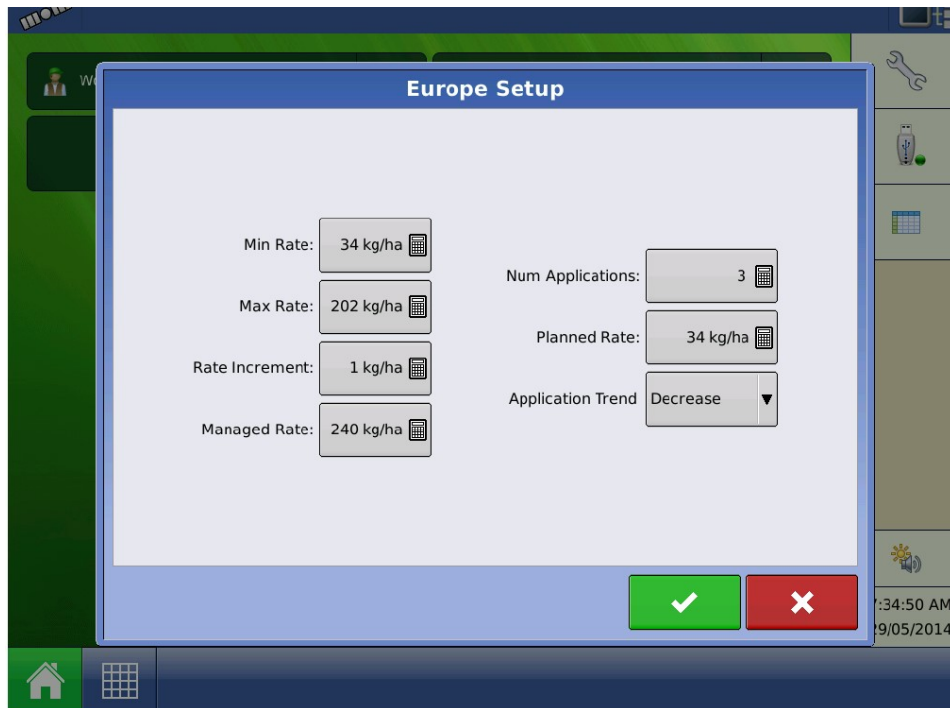 Europe Setup
Min Rate: 34 kg/ha
Max Rate: 202 kg/ha
Rate Increment: 1 kg/ha
Managed Rate: 240 kg/ha
Num Applications: 3
Planned Rate: 34 kg/ha
Application Trend Decrease
:34:50 AM
9/05/2014